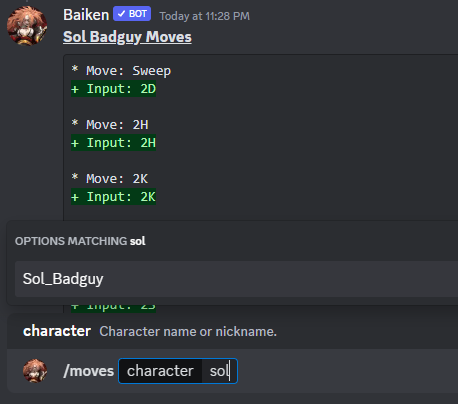 Baiken ✓ BOT Today at 11:28 PM
Sol Badguy Moves
* Move: Sweep
+ Input: 2D
* Move: 2H
+ Input: 2H
* Move: 2K
+ Input: 2K
OPTIONS MATCHING sol
Sol_Badguy
+ Input: 2S
character Character name or nickname.
/moves character sol